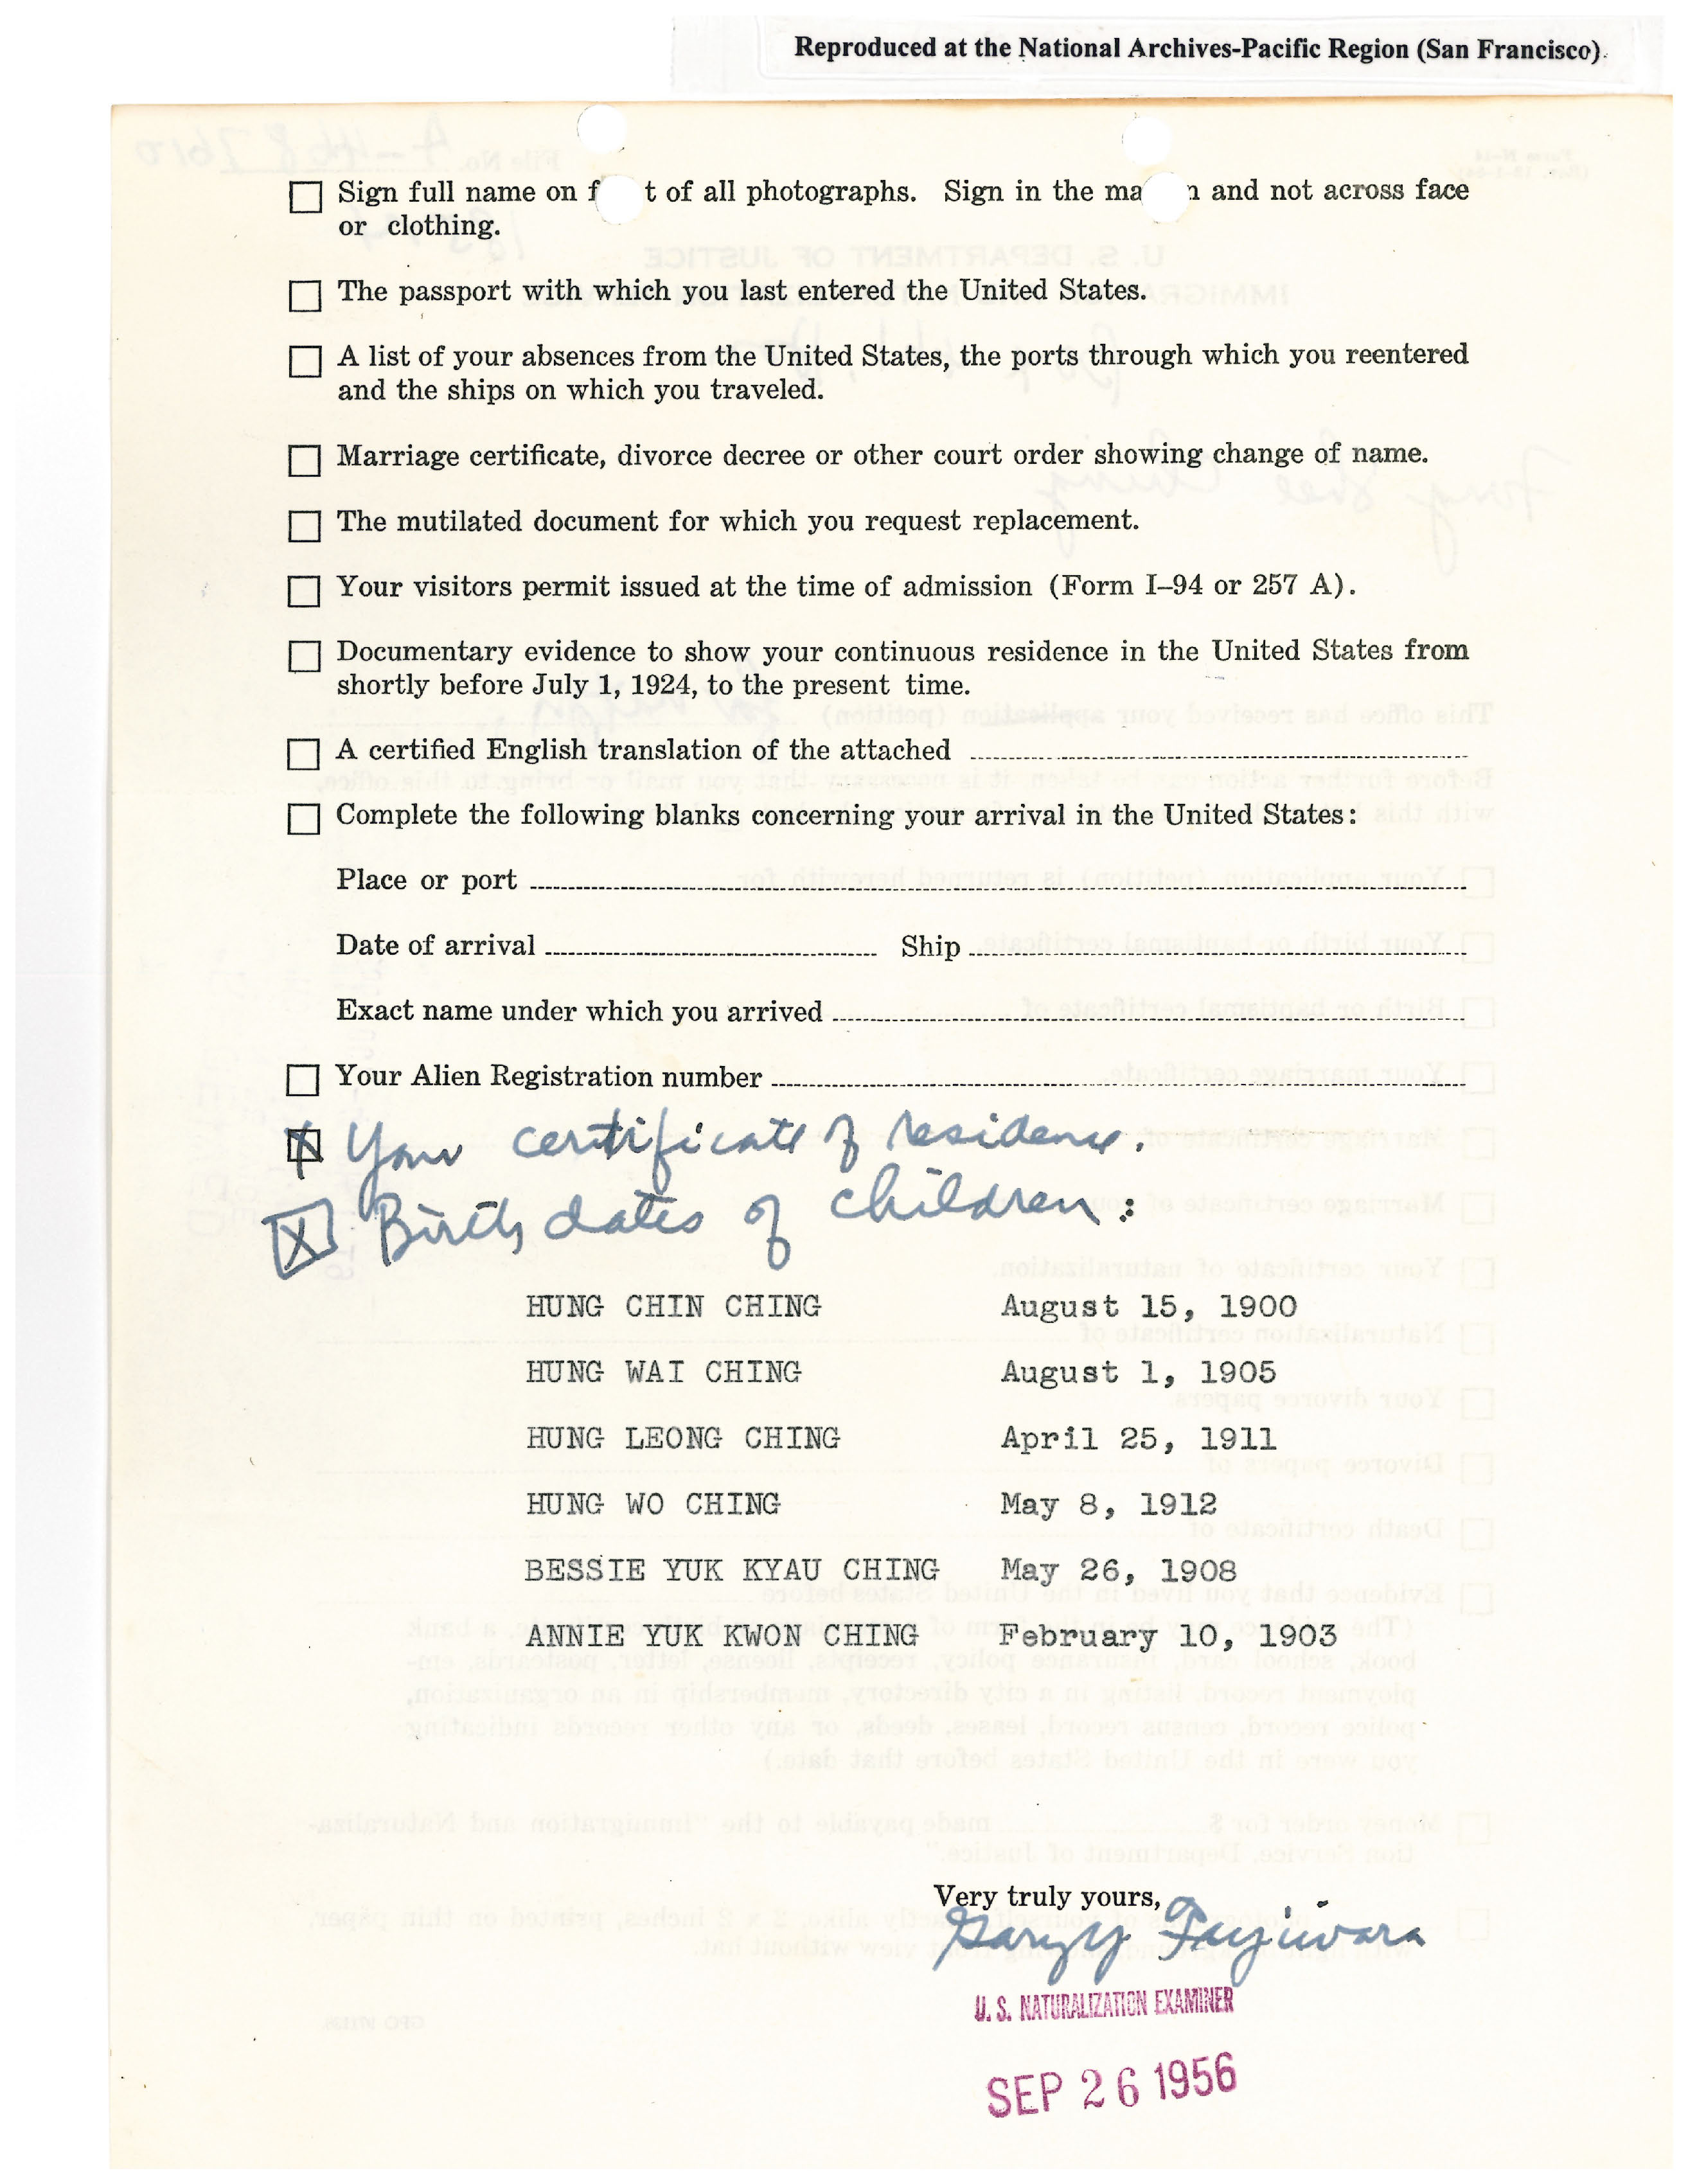 Reproduced at the National Archives-Pacific Region (San Francisco).
Sign full name on f t of all photographs. Sign in the ma n and not across face
or clothing.
The passport with which you last entered the United States.
A list of your absences from the United States, the ports through which you reentered
and the ships on which you traveled.
Marriage certificate, divorce decree or other court order showing change of name.
The mutilated document for which you request replacement.
Your visitors permit issued at the time of admission (Form I–94 or 257 A).
Documentary evidence to show your continuous residence in the United States from
shortly before July 1, 1924, to the present time.
A certified English translation of the attached
Complete the following blanks concerning your arrival in the United States:
Place or port
Date of arrival Ship
Exact name under which you arrived
Your Alien Registration number
X Your certificate of residence.
X Birth dates of children:
HUNG CHIN CHING August 15, 1900
HUNG WAI CHING August 1, 1905
HUNG LEONG CHING April 25, 1911
HUNG WO CHING May 8, 1912
BESSIE YUK KYAU CHING May 26, 1908
ANNIE YUK KWON CHING February 10, 1903
Very truly yours,
U. S. NATURALIZATION EXAMINER
SEP 26 1956